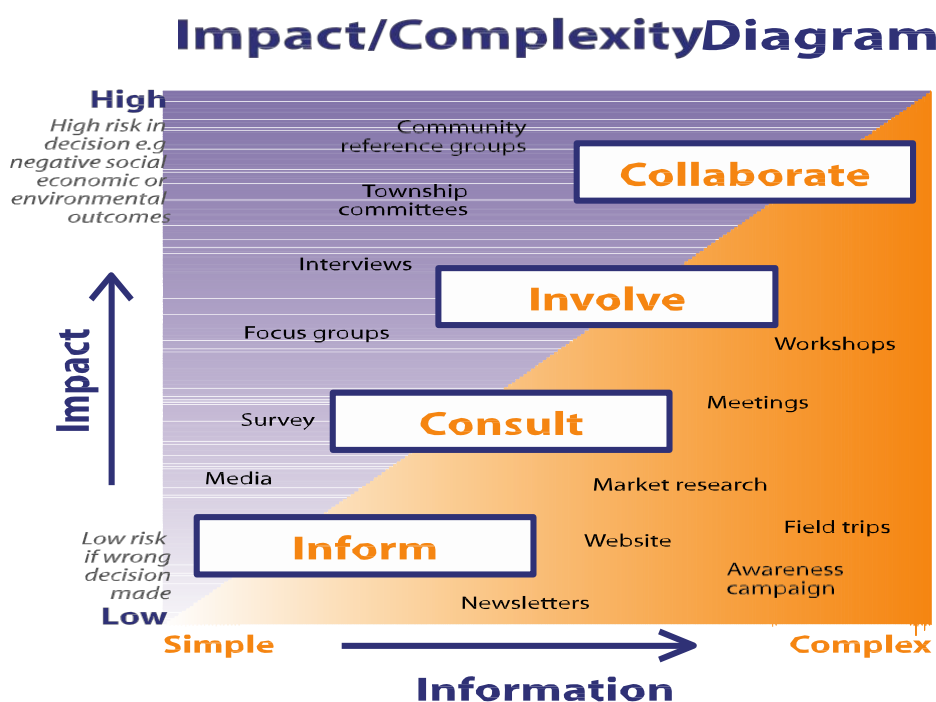 Impact/Complexity Diagram
High
High risk in
decision e.g
negative social
economic or
environmental
outcomes
Community
reference groups
Collaborate
Township
committees
Interviews
Involve
Focus groups
Workshops
Impact
Meetings
Survey
Consult
Media
Market research
Field trips
Website
Low risk
if wrong
decision
made
Inform
Awareness
campaign
Newsletters
Low
Simple
Complex
Information